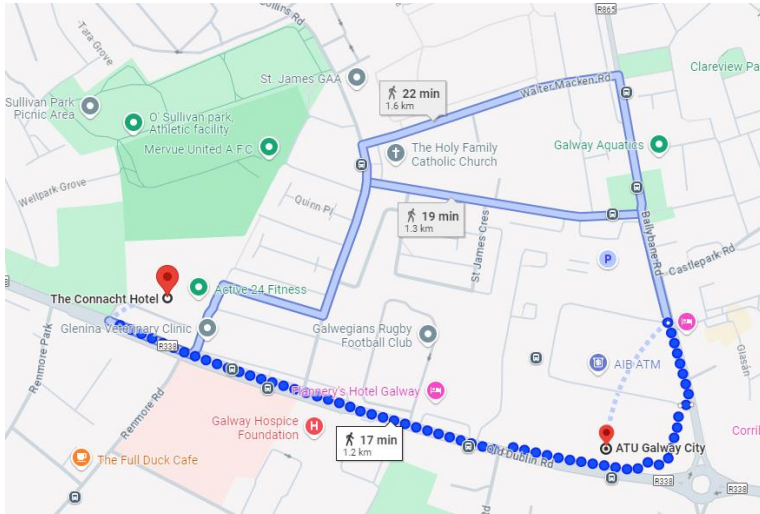 Collins Rd
R865
Tara Grove
Clareview Pa
St. James GAA
22 min
1.6 km
Walter Macken Rd
Sullivan Park
Picnic Area
O' Sullivan park,
Athletic facility
Mervue United A.F.C
The Holy Family
Catholic Church
Galway Aquatics
Wellpark Grove
Quinn Pl
19 min
1.3 km
St James Cres
Ballybane Rd
Castlepark Rd
P
The Connacht Hotel
Active 24 Fitness
Glenina Veterinary Clinic
R338
Galwegians Rugby
Football Club
Renmore Park
Renmore Rd
AIB ATM
Glasán
Flannery's Hotel Galway
Galway Hospice
Foundation
H
17 min
1.2 km
Old Dublin Rd
ATU Galway City
Corril
The Full Duck Cafe
R338
R338